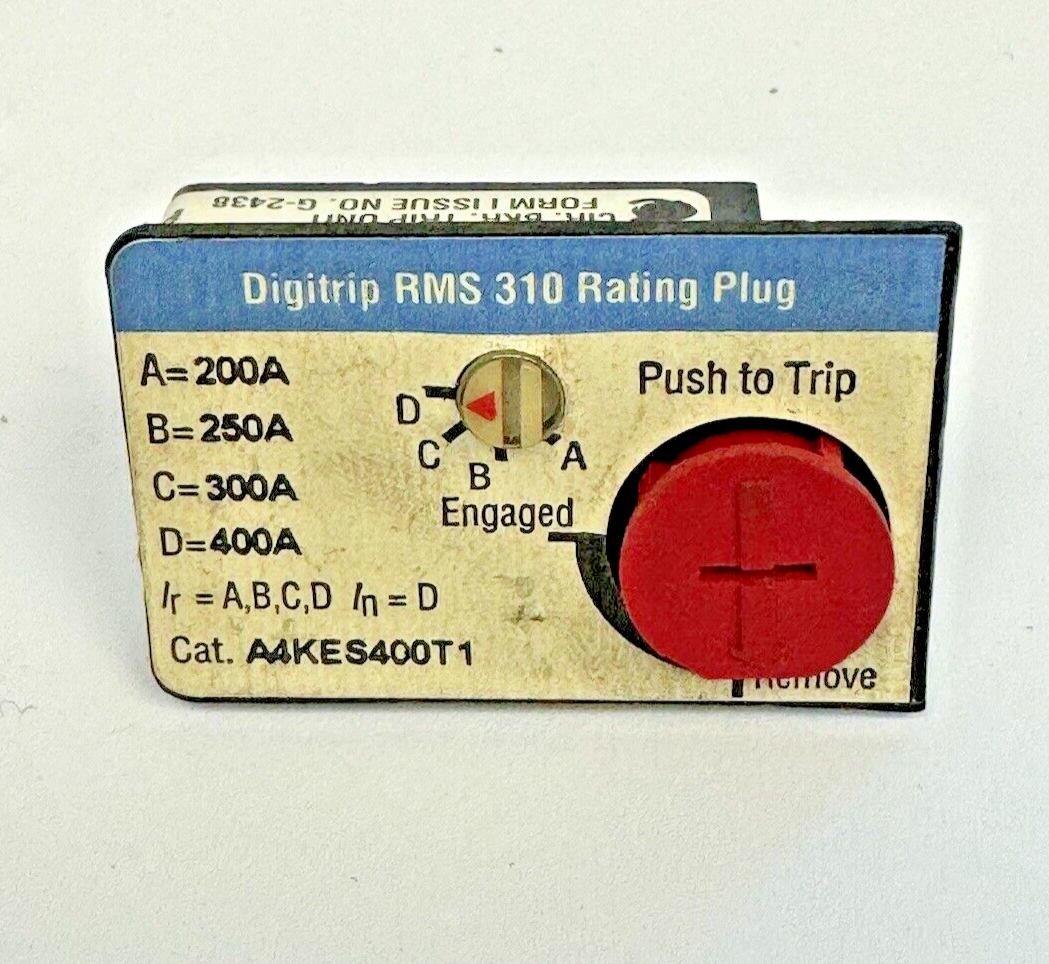 CIR. BKR. TRIP UNIT
FORM I ISSUE NO. G-2438
Digitrip RMS 310 Rating Plug
A=200A
B=250A
C=300A
D=400A
Ir = A,B,C,D In = D
Cat. A4KES400T1
D
C
B
A
Engaged
Push to Trip
Remove